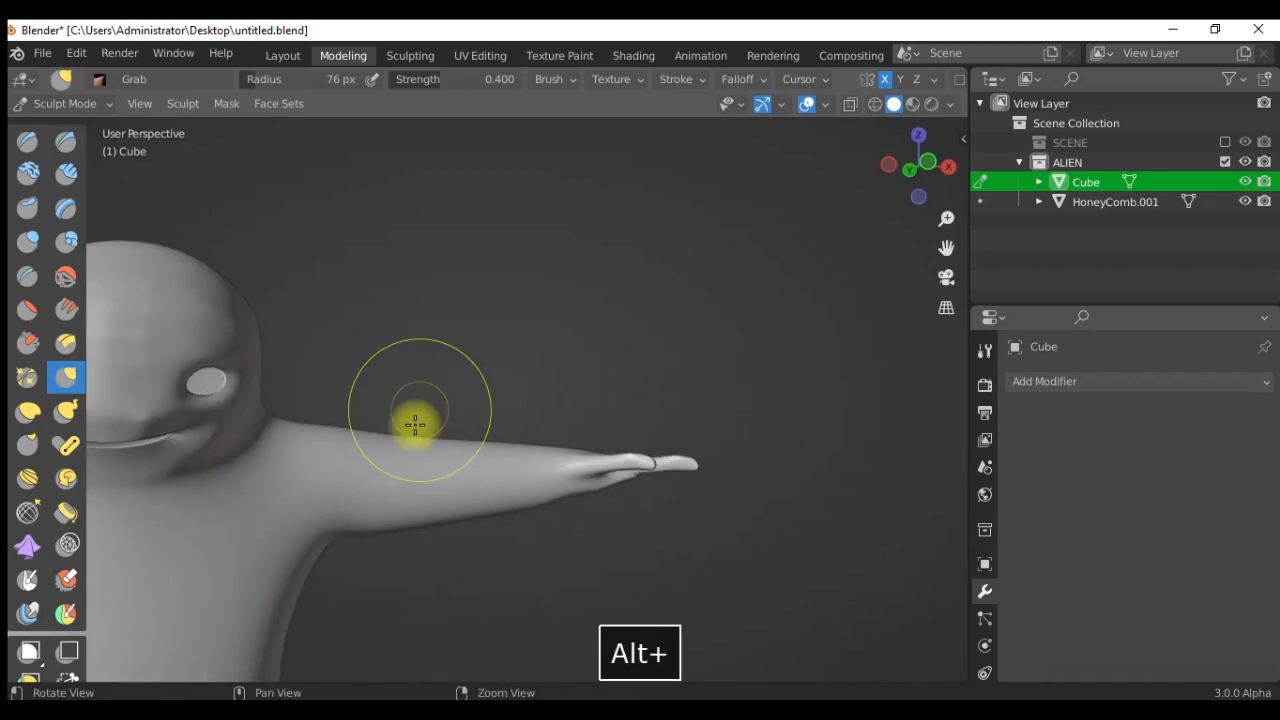 Blender* [C:\Users\Administrator\Desktop\untitled.blend]
File Edit Render Window Help Layout Modeling Sculpting UV Editing Texture Paint Shading Animation Rendering Compositing Scene View Layer
Grab Radius 76 px Strength 0.400 Brush Texture Stroke Falloff Cursor X Y Z
Sculpt Mode View Sculpt Mask Face Sets
User Perspective
(1) Cube
Z
X
Y
View Layer
Scene Collection
SCENE
ALIEN
Cube
HoneyComb.001
Cube
Add Modifier
Alt+
Rotate View Pan View Zoom View 3.0.0 Alpha